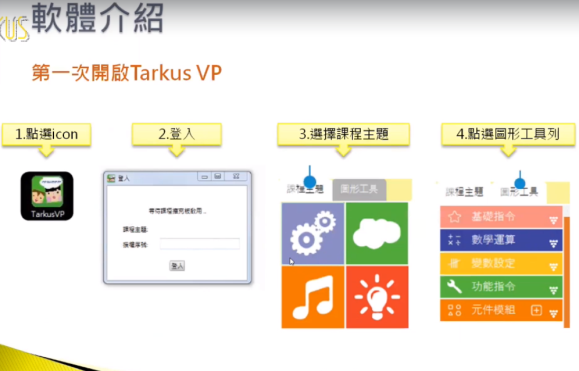 軟體介紹
第一次開啟Tarkus VP
1.點選icon
2.登入
3.選擇課程主題
4.點選圖形工具列
TarkusVP
登入
課程主題:
登入
課程主題
圖形工具
課程主題
圖形工具
基礎指令
數學運算
變數設定
功能指令
元件模組